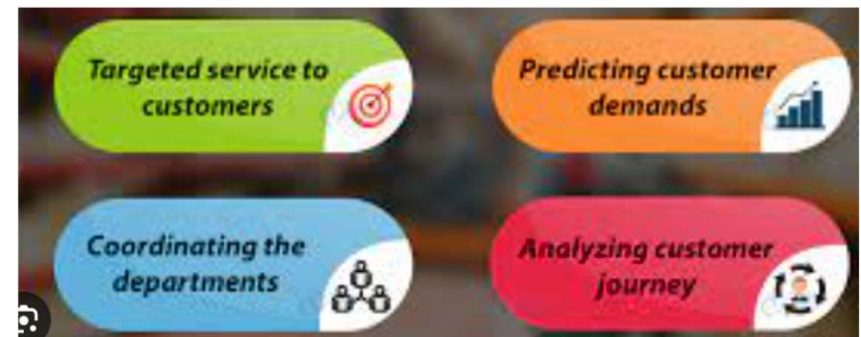 Targeted service to
customers
Predicting customer
demands
Coordinating the
departments
Analyzing customer
journey